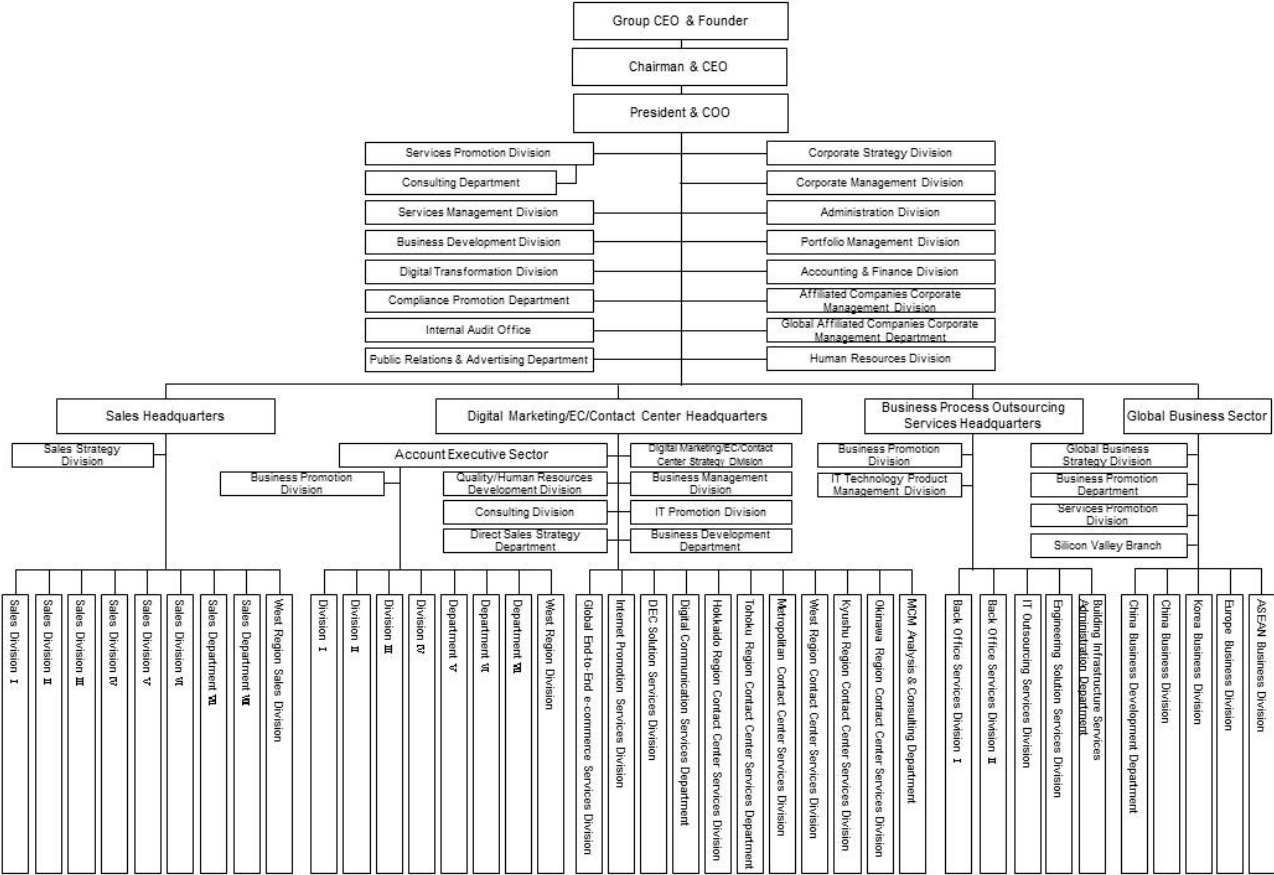 Group CEO & Founder
Chairman & CEO
President & COO
Services Promotion Division
Corporate Strategy Division
Consulting Department
Corporate Management Division
Services Management Division
Administration Division
Business Development Division
Portfolio Management Division
Digital Transformation Division
Accounting & Finance Division
Compliance Promotion Department
Affiliated Companies Corporate
Management Division
Internal Audit Office
Global Affiliated Companies Corporate
Management Department
Public Relations & Advertising Department
Human Resources Division
Sales Headquarters
Digital Marketing/EC/Contact Center Headquarters
Business Process Outsourcing
Services Headquarters
Global Business Sector
Sales Strategy
Division
Account Executive Sector
Digital Marketing/EC/Contact
Center Strategy Division
Business Promotion
Division
Global Business
Strategy Division
Business Promotion
Division
Quality/Human Resources
Development Division
Business Management
Division
IT Technology Product
Management Division
Business Promotion
Department
Consulting Division
IT Promotion Division
Services Promotion
Division
Direct Sales Strategy
Department
Business Development
Department
Silicon Valley Branch
Sales Division I
Sales Division II
Sales Division III
Sales Division IV
Sales Division V
Sales Division VI
Sales Department VII
Sales Department VIII
West Region Sales Division
Division I
Division II
Division III
Division IV
Department V
Department VI
Department VII
West Region Division
Global End-to-End e-commerce Services Division
Internet Promotion Services Division
DEC Solution Services Division
Digital Communication Services Department
Hokkaido Region Contact Center Services Division
Tohoku Region Contact Center Services Department
Metropolitan Contact Center Services Division
West Region Contact Center Services Division
Kyushu Region Contact Center Services Division
Okinawa Region Contact Center Services Division
MCM Analysis & Consulting Department
Back Office Services Division I
Back Office Services Division II
IT Outsourcing Services Division
Engineering Solution Services Division
Building Infrastructure Services
Administration Department
China Business Development Department
China Business Division
Korea Business Division
Europe Business Division
ASEAN Business Division